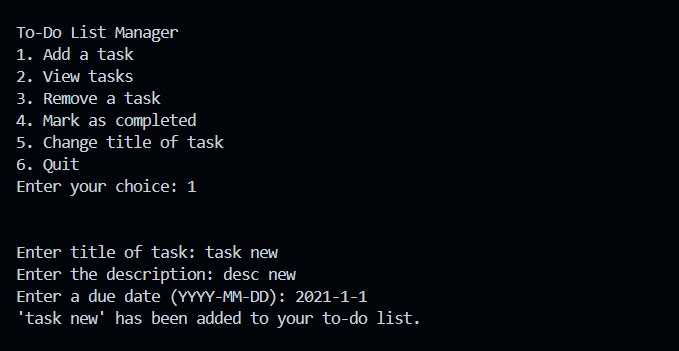 To-Do List Manager
1. Add a task
2. View tasks
3. Remove a task
4. Mark as completed
5. Change title of task
6. Quit
Enter your choice: 1
Enter title of task: task new
Enter the description: desc new
Enter a due date (YYYY-MM-DD): 2021-1-1
'task new' has been added to your to-do list.